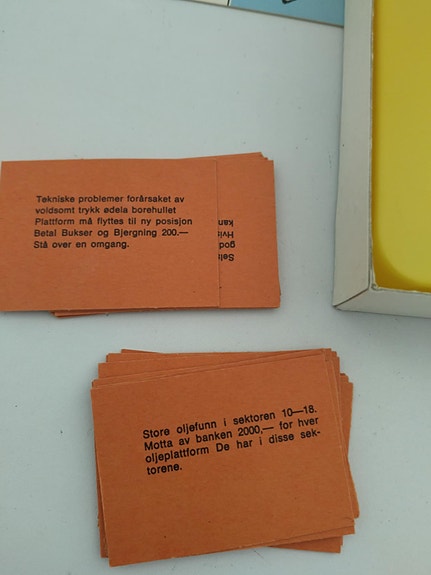 Tekniske problemer forårsaket av
voldsomt trykk ødela borehullet
Plattform må flyttes til ny posisjon
Betal Bukser og Bjergning 200.—
Stå over en omgang.
Store oljefunn i sektoren 10—18.
Motta av banken 2000,— for hver
oljeplattform De har i disse sek-
torene.